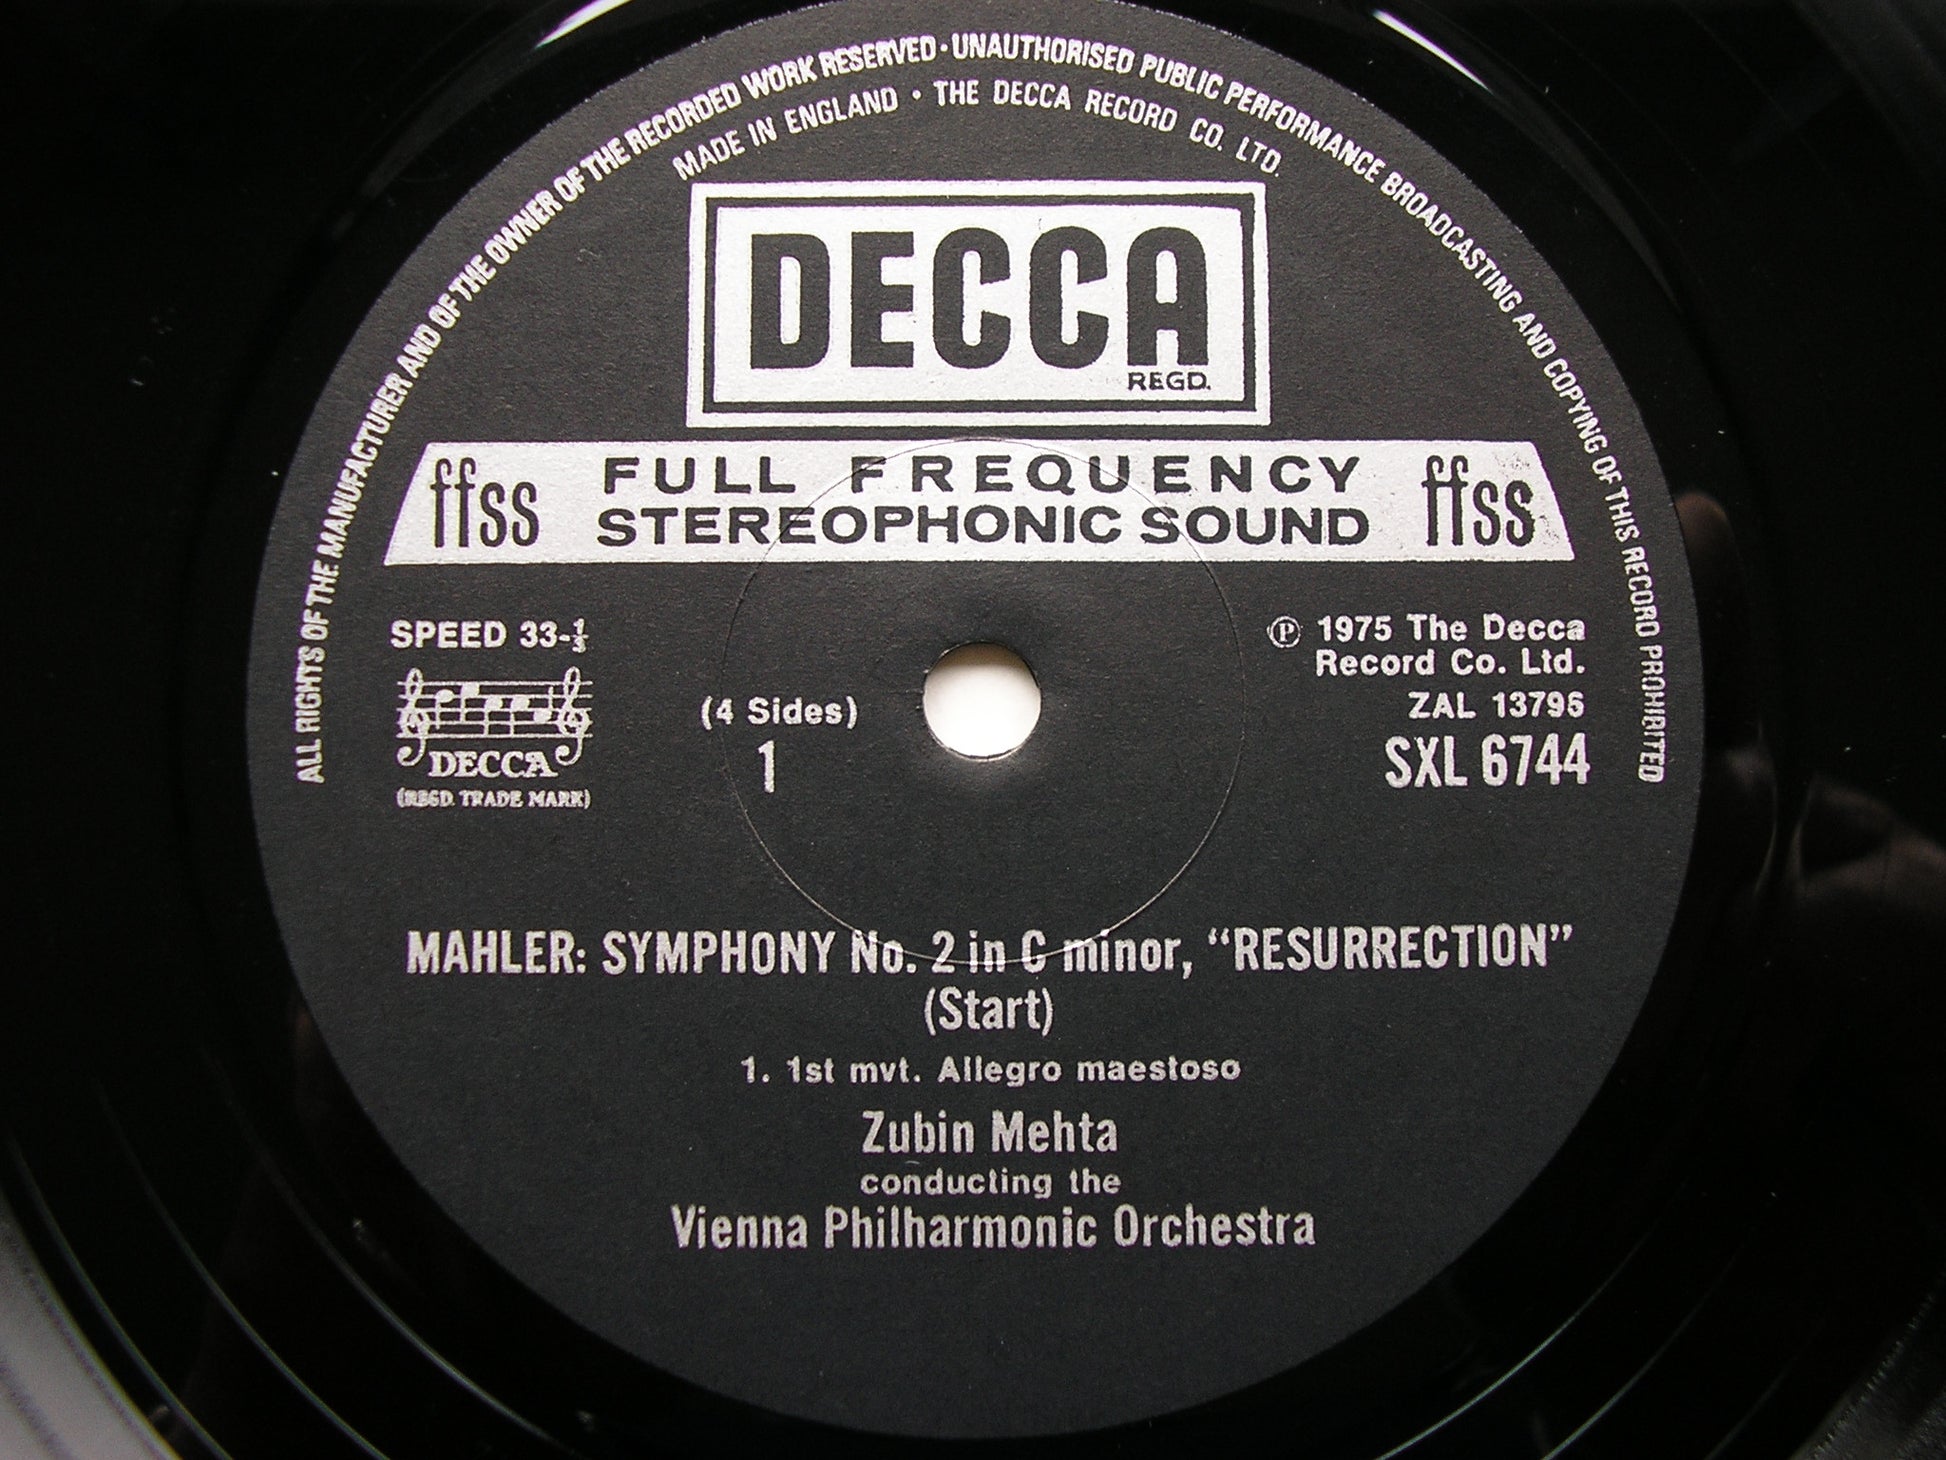 ALL RIGHTS OF THE MANUFACTURER AND OF THE OWNER OF THE RECORDED WORK RESERVED · UNAUTHORISED PUBLIC PERFORMANCE BROADCASTING AND COPYING OF THIS RECORD PROHIBITED
MADE IN ENGLAND · THE DECCA RECORD CO. LTD.
DECCA
REGD.
ffss FULL FREQUENCY STEREOPHONIC SOUND ffss
SPEED 33-⅓
DECCA
(REGD. TRADE MARK)
(4 Sides)
1
Ⓟ 1975 The Decca
Record Co. Ltd.
ZAL 13796
SXL 6744
MAHLER: SYMPHONY No. 2 in C minor, “RESURRECTION”
(Start)
1. 1st mvt. Allegro maestoso
Zubin Mehta
conducting the
Vienna Philharmonic Orchestra